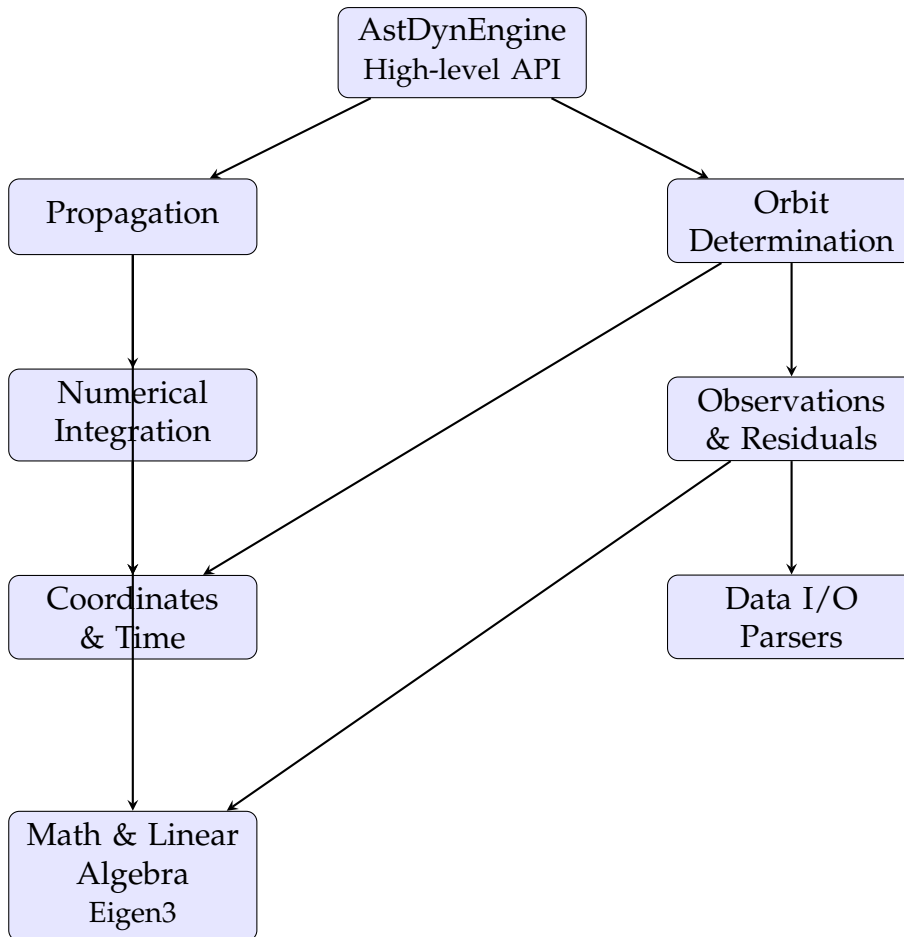 AstDynEngine
High-level API
Propagation
Orbit
Determination
Numerical
Integration
Observations
& Residuals
Coordinates
& Time
Data I/O
Parsers
Math & Linear
Algebra
Eigen3